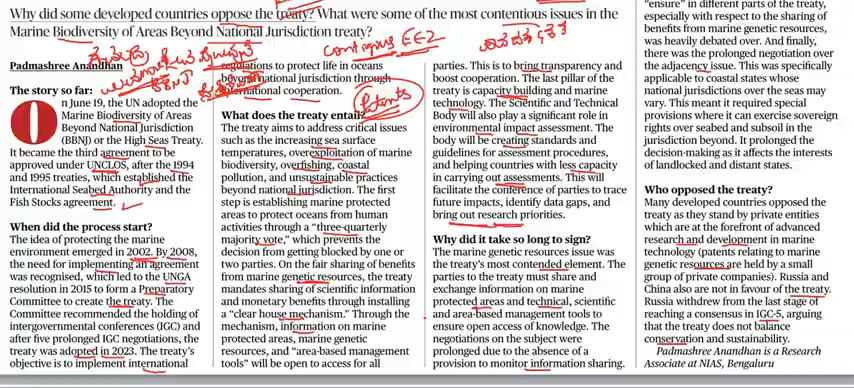 Why did some developed countries oppose the treaty? What were some of the most contentious issues in the
Marine Biodiversity of Areas Beyond National Jurisdiction treaty?
Padmashree Anandhan
The story so far:
On June 19, the UN adopted the
Marine Biodiversity of Areas
Beyond National Jurisdiction
(BBNJ) or the High Seas Treaty.
It became the third agreement to be
approved under UNCLOS, after the 1994
and 1995 treaties, which established the
International Seabed Authority and the
Fish Stocks agreement.
When did the process start?
The idea of protecting the marine
environment emerged in 2002. By 2008,
the need for implementing an agreement
was recognised, which led to the UNGA
resolution in 2015 to form a Preparatory
Committee to create the treaty. The
Committee recommended the holding of
intergovernmental conferences (IGC) and
after five prolonged IGC negotiations, the
treaty was adopted in 2023. The treaty's
objective is to implement international
regulations to protect life in oceans
beyond national jurisdiction through
international cooperation.
Patents
What does the treaty entail?
The treaty aims to address critical issues
such as the increasing sea surface
temperatures, overexploitation of marine
biodiversity, overfishing, coastal
pollution, and unsustainable practices
beyond national jurisdiction. The first
step is establishing marine protected
areas to protect oceans from human
activities through a “three-quarterly
majority vote,” which prevents the
decision from getting blocked by one or
two parties. On the fair sharing of benefits
from marine genetic resources, the treaty
mandates sharing of scientific information
and monetary benefits through installing
a “clear house mechanism.” Through the
mechanism, information on marine
protected areas, marine genetic
resources, and “area-based management
tools” will be open to access for all
parties. This is to bring transparency and
boost cooperation. The last pillar of the
treaty is capacity building and marine
technology. The Scientific and Technical
Body will also play a significant role in
environmental impact assessment. The
body will be creating standards and
guidelines for assessment procedures,
and helping countries with less capacity
in carrying out assessments. This will
facilitate the conference of parties to trace
future impacts, identify data gaps, and
bring out research priorities.
Why did it take so long to sign?
The marine genetic resources issue was
the treaty's most contended element. The
parties to the treaty must share and
exchange information on marine
protected areas and technical, scientific
and area-based management tools to
ensure open access of knowledge. The
negotiations on the subject were
prolonged due to the absence of a
provision to monitor information sharing.
“ensure” in different parts of the treaty,
especially with respect to the sharing of
benefits from marine genetic resources,
was heavily debated over. And finally,
there was the prolonged negotiation over
the adjacency issue. This was specifically
applicable to coastal states whose
national jurisdictions over the seas may
vary. This meant it required special
provisions where it can exercise sovereign
rights over seabed and subsoil in the
jurisdiction beyond. It prolonged the
decision-making as it affects the interests
of landlocked and distant states.
Who opposed the treaty?
Many developed countries opposed the
treaty as they stand by private entities
which are at the forefront of advanced
research and development in marine
technology (patents relating to marine
genetic resources are held by a small
group of private companies). Russia and
China also are not in favour of the treaty.
Russia withdrew from the last stage of
reaching a consensus in IGC-5, arguing
that the treaty does not balance
conservation and sustainability.
Padmashree Anandhan is a Research
Associate at NIAS, Bengaluru